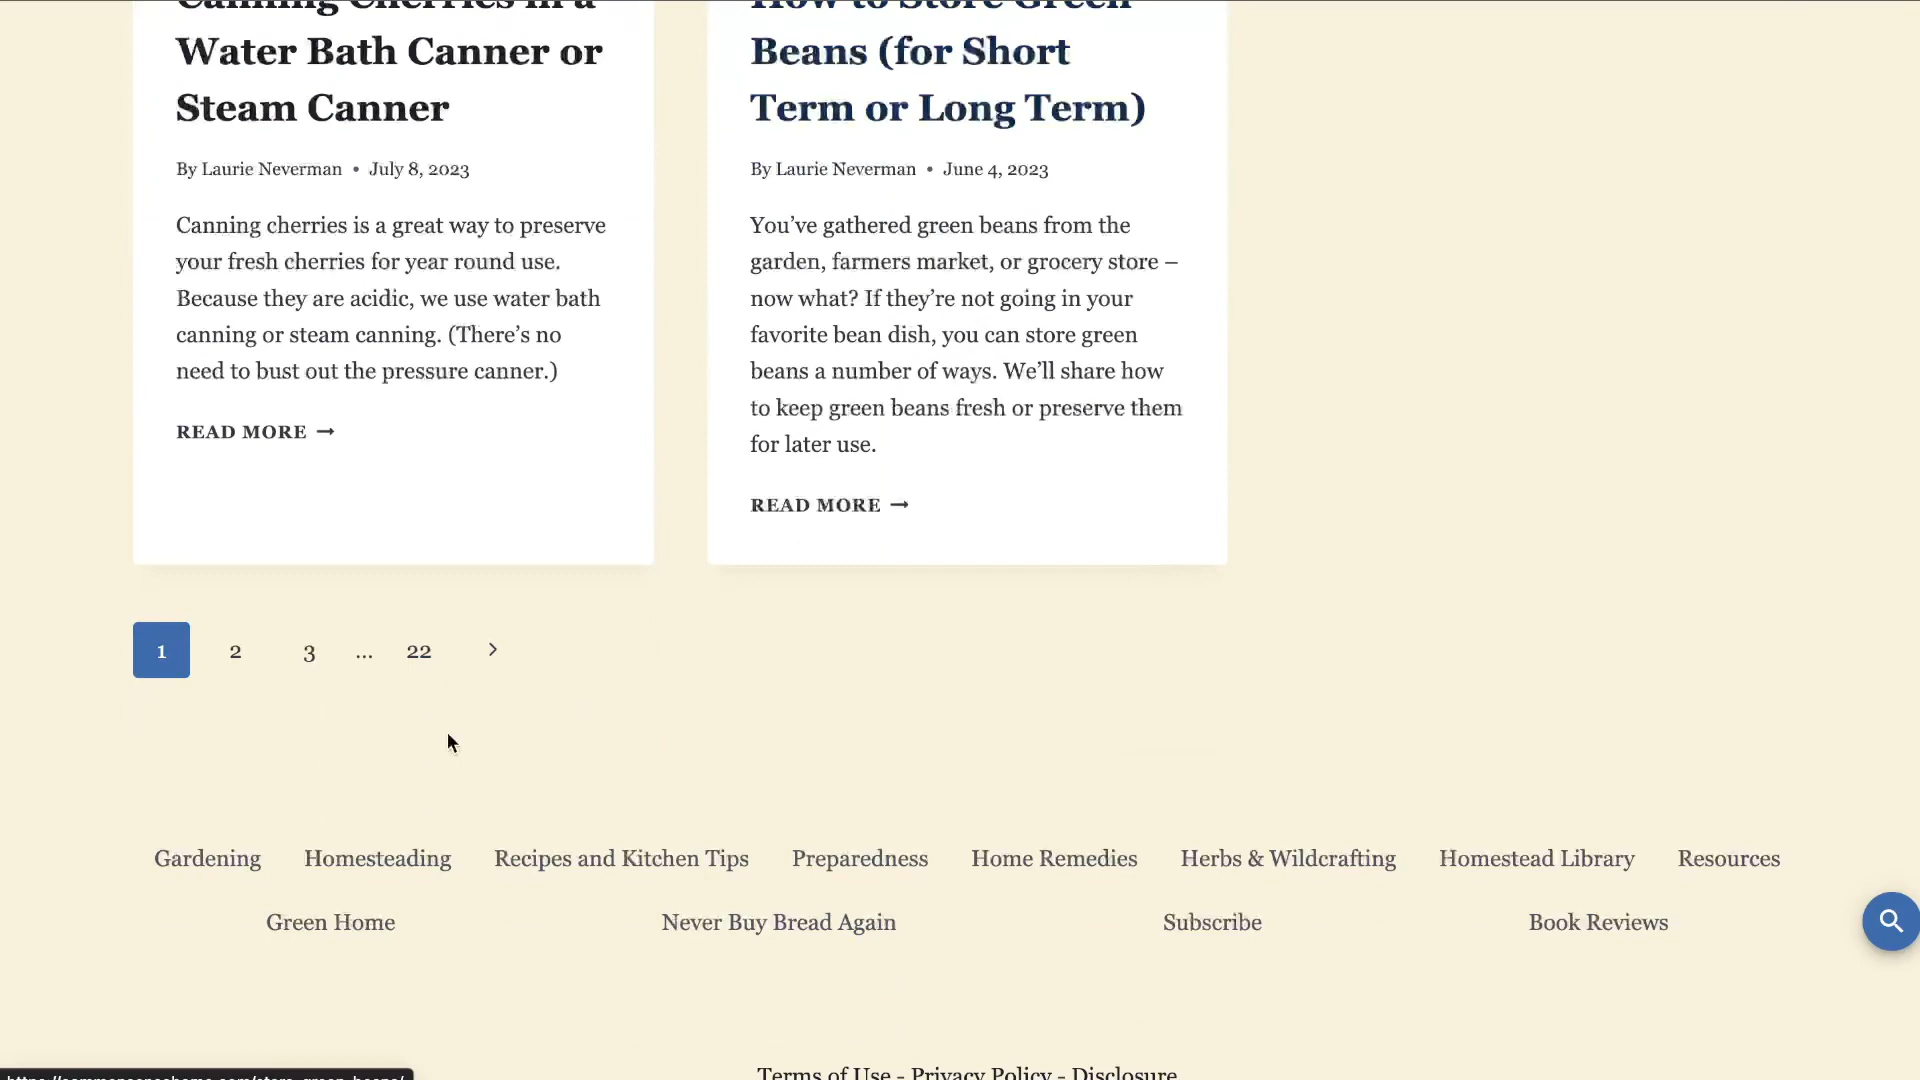 Canning Cherries in a
Water Bath Canner or
Steam Canner
By Laurie Neverman • July 8, 2023
Canning cherries is a great way to preserve
your fresh cherries for year round use.
Because they are acidic, we use water bath
canning or steam canning. (There’s no
need to bust out the pressure canner.)
READ MORE →
How to Store Green
Beans (for Short
Term or Long Term)
By Laurie Neverman • June 4, 2023
You’ve gathered green beans from the
garden, farmers market, or grocery store –
now what? If they’re not going in your
favorite bean dish, you can store green
beans a number of ways. We’ll share how
to keep green beans fresh or preserve them
for later use.
READ MORE →
1 2 3 … 22
Gardening Homesteading Recipes and Kitchen Tips Preparedness Home Remedies Herbs & Wildcrafting Homestead Library Resources
Green Home Never Buy Bread Again Subscribe Book Reviews
Terms of Use - Privacy Policy - Disclosure